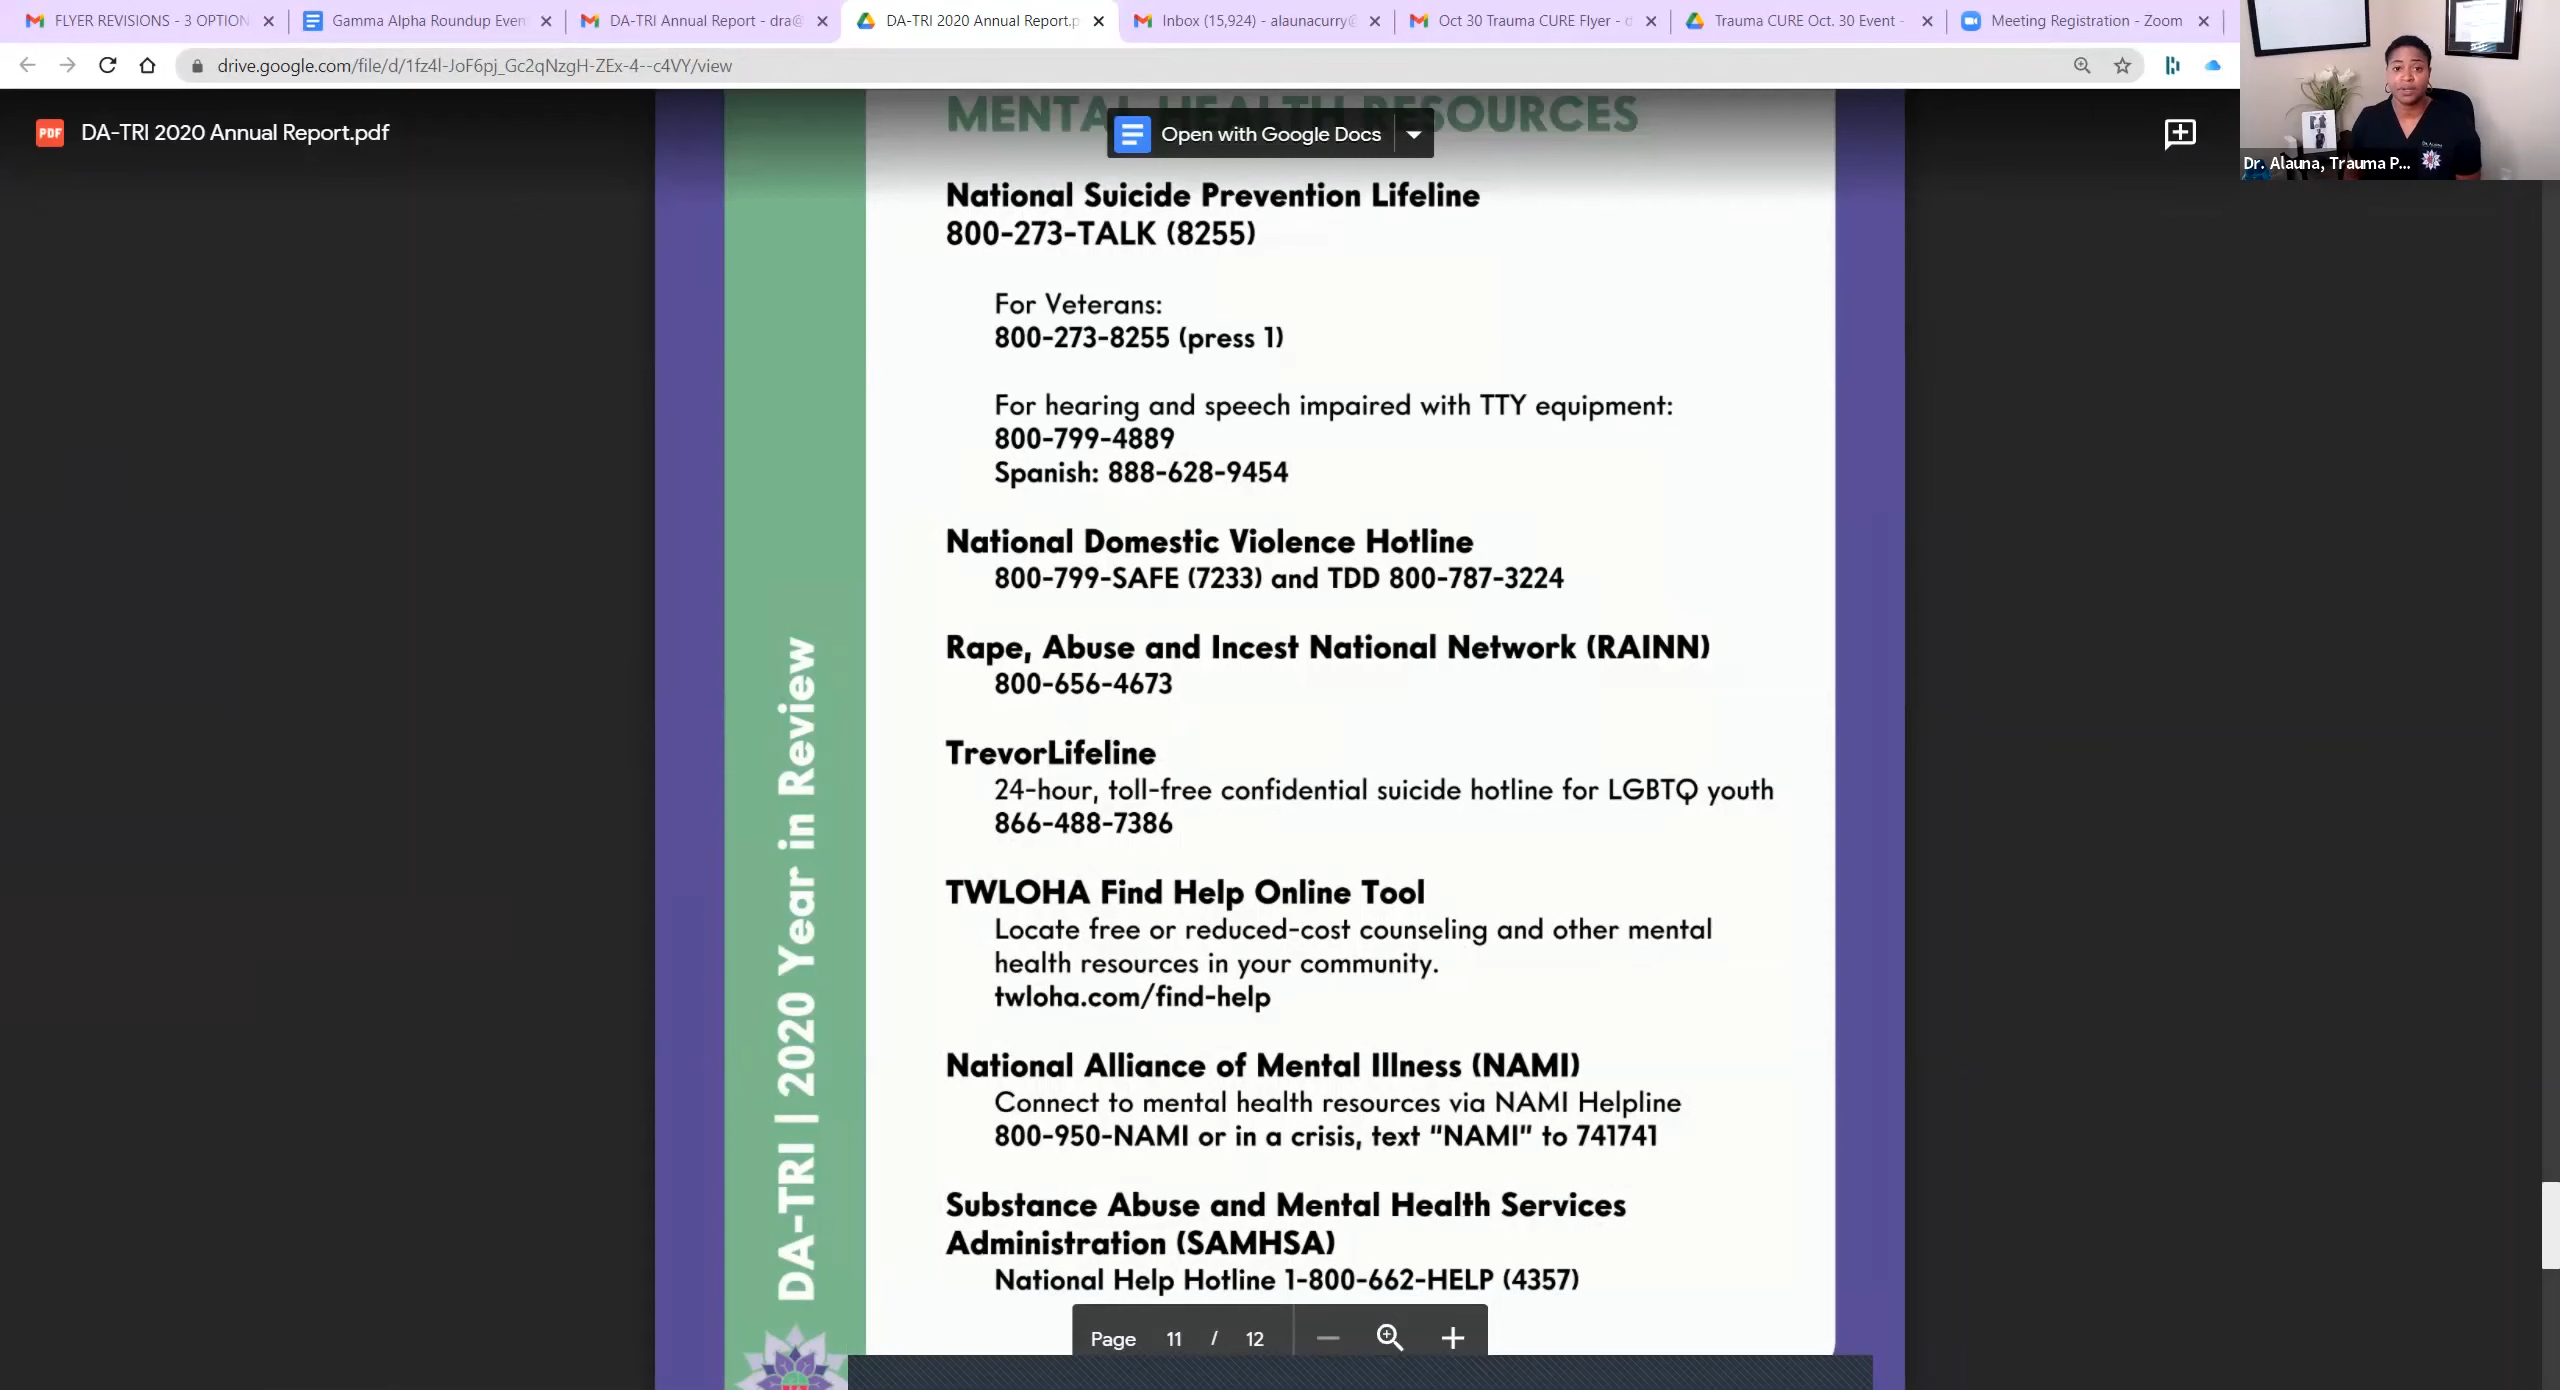 FLYER REVISIONS - 3 OPTION
Gamma Alpha Roundup Even
DA-TRI Annual Report - dra@
DA-TRI 2020 Annual Report.p
Inbox (15,924) - alaunacurry@
Oct 30 Trauma CURE Flyer - d
Trauma CURE Oct. 30 Event -
Meeting Registration - Zoom
drive.google.com/file/d/1fz4l-JoF6pj_Gc2qNzgH-ZEx-4--c4VY/view
PDF
DA-TRI 2020 Annual Report.pdf
Open with Google Docs
Dr. Alauna, Trauma P...
MENTAL HEALTH RESOURCES
National Suicide Prevention Lifeline
800-273-TALK (8255)
For Veterans:
800-273-8255 (press 1)
For hearing and speech impaired with TTY equipment:
800-799-4889
Spanish: 888-628-9454
National Domestic Violence Hotline
800-799-SAFE (7233) and TDD 800-787-3224
Rape, Abuse and Incest National Network (RAINN)
800-656-4673
TrevorLifeline
24-hour, toll-free confidential suicide hotline for LGBTQ youth
866-488-7386
TWLOHA Find Help Online Tool
Locate free or reduced-cost counseling and other mental
health resources in your community.
twloha.com/find-help
National Alliance of Mental Illness (NAMI)
Connect to mental health resources via NAMI Helpline
800-950-NAMI or in a crisis, text “NAMI” to 741741
Substance Abuse and Mental Health Services
Administration (SAMHSA)
National Help Hotline 1-800-662-HELP (4357)
DA-TRI | 2020 Year in Review
Page 11 / 12